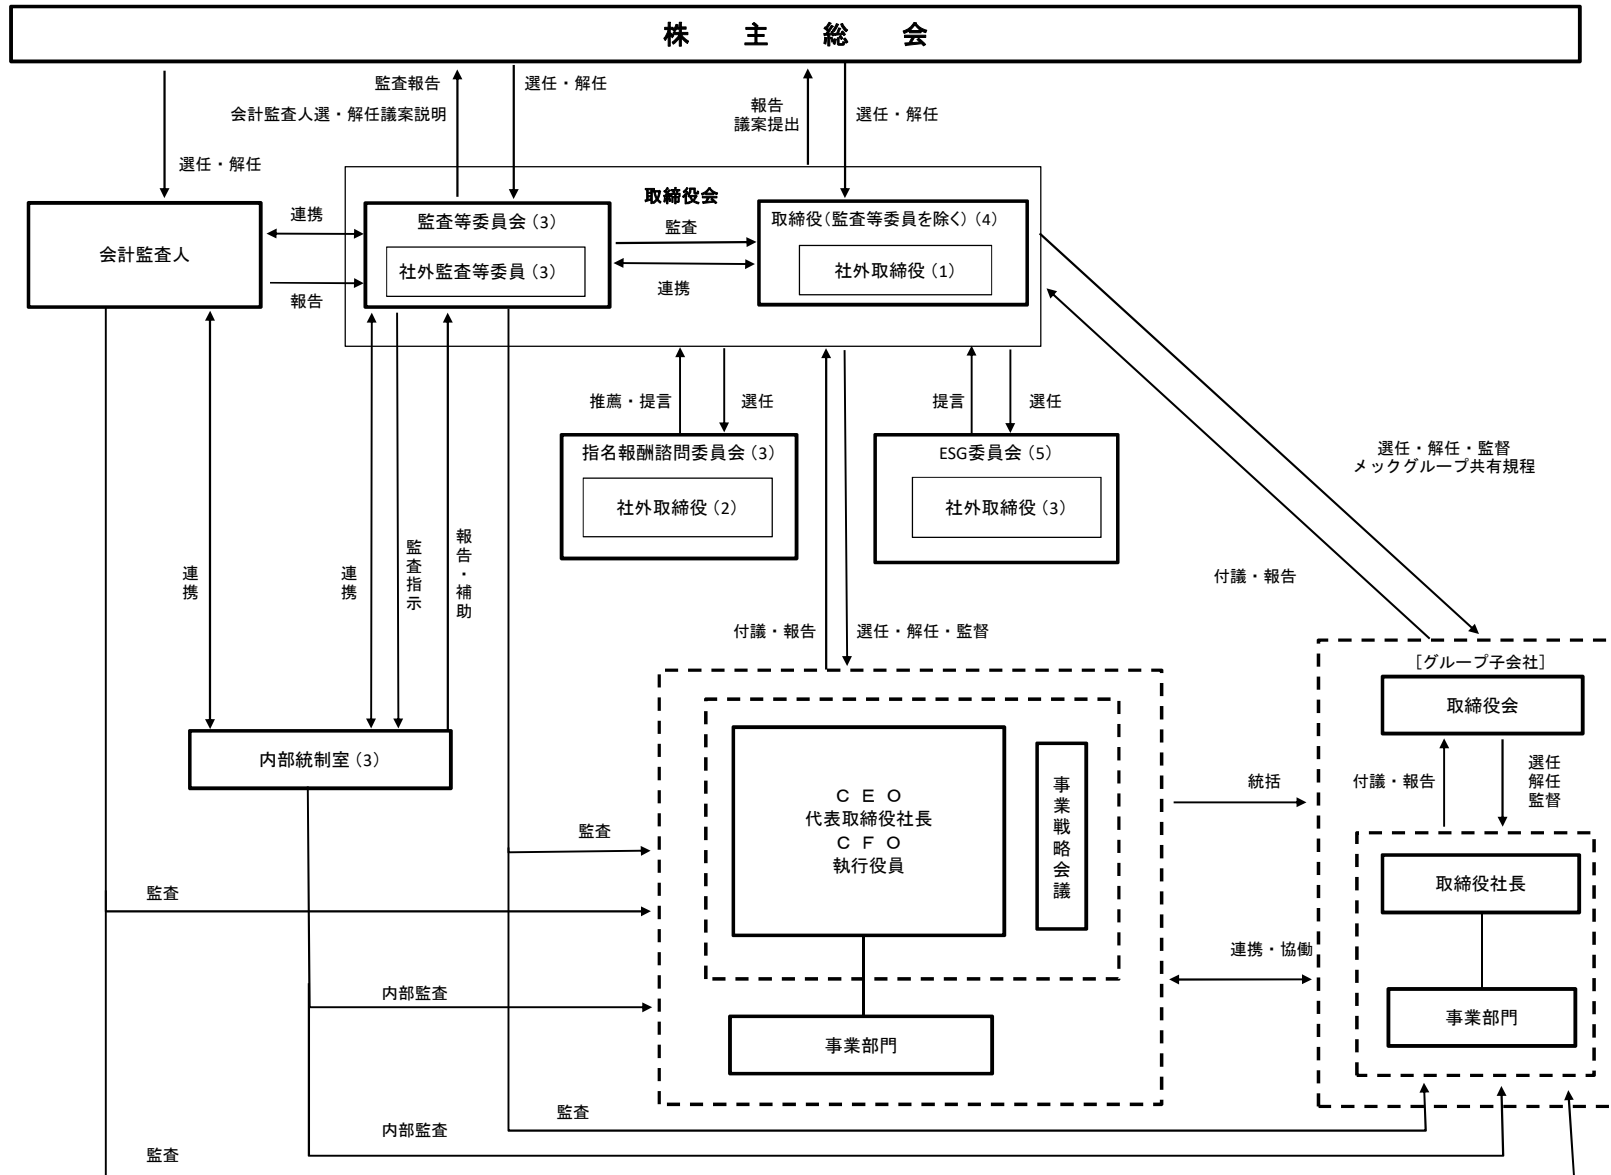 株主総会
監査報告
会計監査人選・解任議案説明
選任・解任
報告
議案提出
選任・解任
選任・解任
取締役会
会計監査人
連携
報告
監査等委員会(3)
社外監査等委員(3)
監査
連携
取締役(監査等委員を除く)(4)
社外取締役(1)
推薦・提言
選任
提言
選任
指名報酬諮問委員会(3)
社外取締役(2)
ESG委員会(5)
社外取締役(3)
選任・解任・監督
メックグループ共有規程
付議・報告
連携
連携
監査指示
報告・補助
付議・報告
選任・解任・監督
内部統制室(3)
[グループ子会社]
取締役会
付議・報告
選任
解任
監督
取締役社長
事業部門
CEO
代表取締役社長
CFO
執行役員
事業戦略会議
事業部門
統括
連携・協働
監査
監査
内部監査
監査
内部監査
監査